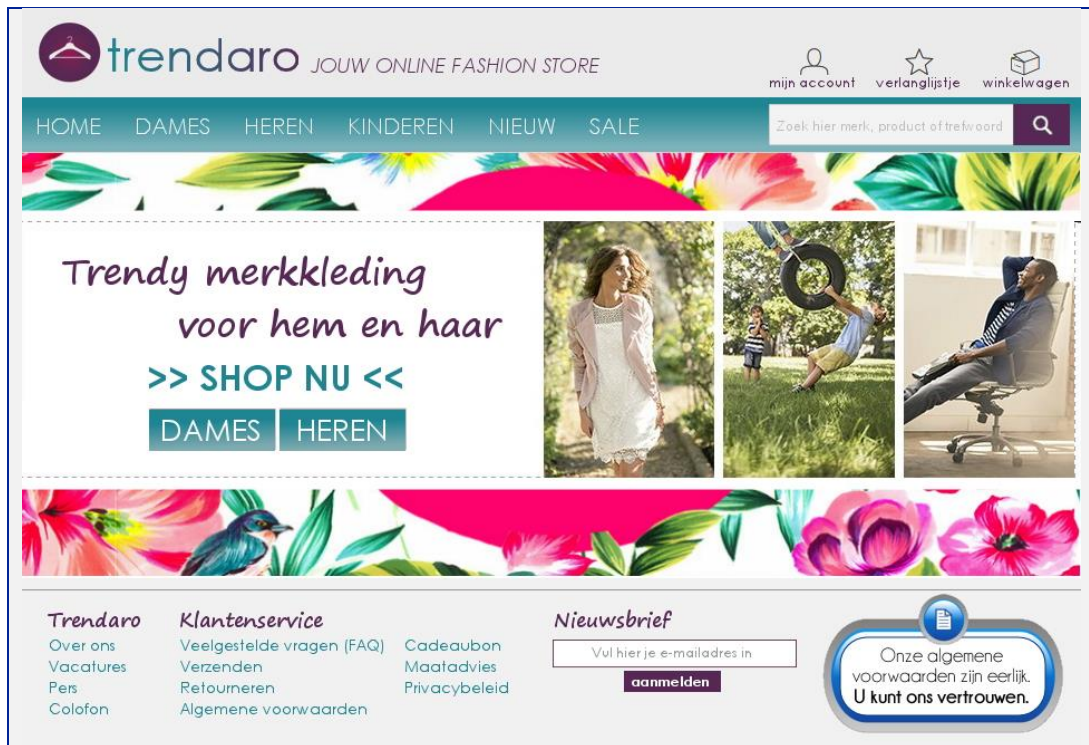 trendaro JOUW ONLINE FASHION STORE
mijn account verlanglijstje winkelwagen
HOME DAMES HEREN KINDEREN NIEUW SALE
Zoek hier merk, product of trefwoord
Trendy merkkleding
voor hem en haar
>> SHOP NU <<
DAMES HEREN
Trendaro
Over ons
Vacatures
Pers
Colofon
Klantenservice
Veelgestelde vragen (FAQ)
Verzenden
Retourneren
Algemene voorwaarden
Cadeaubon
Maatadvies
Privacybeleid
Nieuwsbrief
Vul hier je e-mailadres in
aanmelden
Onze algemene
voorwaarden zijn eerlijk.
U kunt ons vertrouwen.